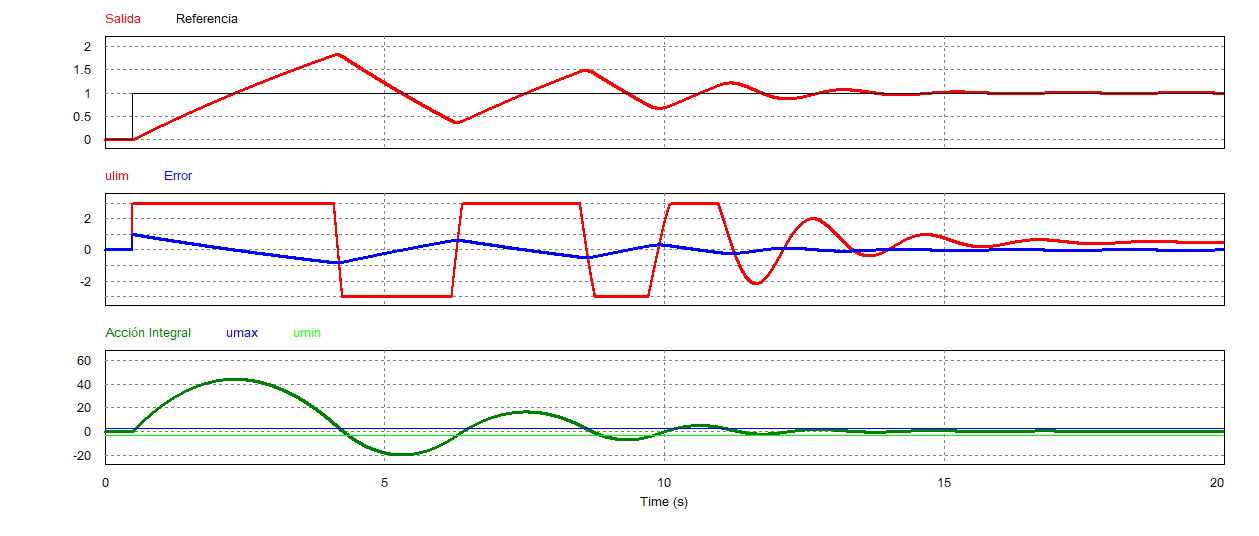 Salida Referencia
2
1.5
1
0.5
0
ulim Error
2
0
-2
Acción Integral umax umin
60
40
20
0
-20
0 5 10 15 20
Time (s)